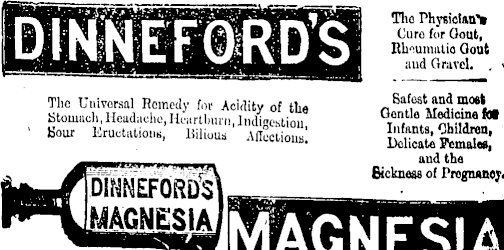 DINNEFORD'S
The Physician's
Cure for Gout,
Rheumatic Gout
and Gravel.
The Universal Remedy for Acidity of the
Stomach, Headache, Heartburn, Indigestion,
Sour Eructations, Bilious Affections.
Safest and most
Gentle Medicine for
Infants, Children,
Delicate Females,
and the
Sickness of Pregnancy.
DINNEFORD'S
MAGNESIA
MAGNESIA